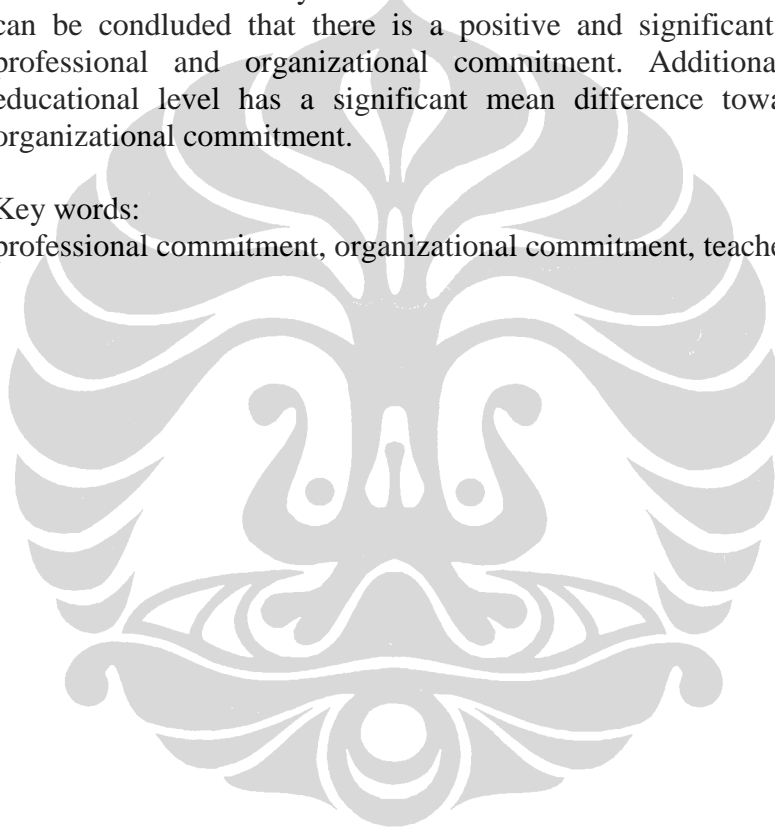 can be condluded that there is a positive and significant
professional and organizational commitment. Additiona
educational level has a significant mean difference towa
organizational commitment.
Key words:
professional commitment, organizational commitment, teache